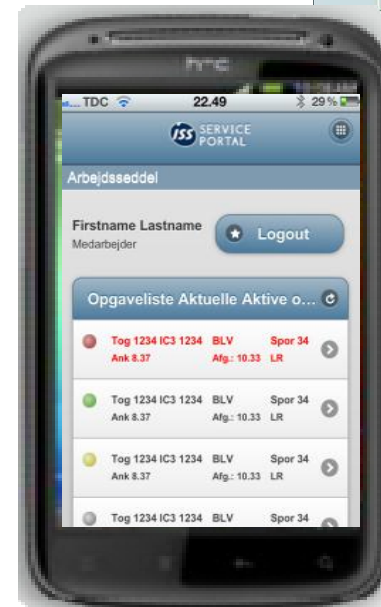 htc
TDC 22.49 29 %
iss SERVICE
PORTAL
Arbejdsseddel
Firstname Lastname
Medarbejder
Logout
Opgaveliste Aktuelle Aktive o...
Tog 1234 IC3 1234 BLV Spor 34
Ank 8.37 Afg.: 10.33 LR
Tog 1234 IC3 1234 BLV Spor 34
Ank 8.37 Afg.: 10.33 LR
Tog 1234 IC3 1234 BLV Spor 34
Ank 8.37 Afg.: 10.33 LR
Tog 1234 IC3 1234 BLV Spor 34